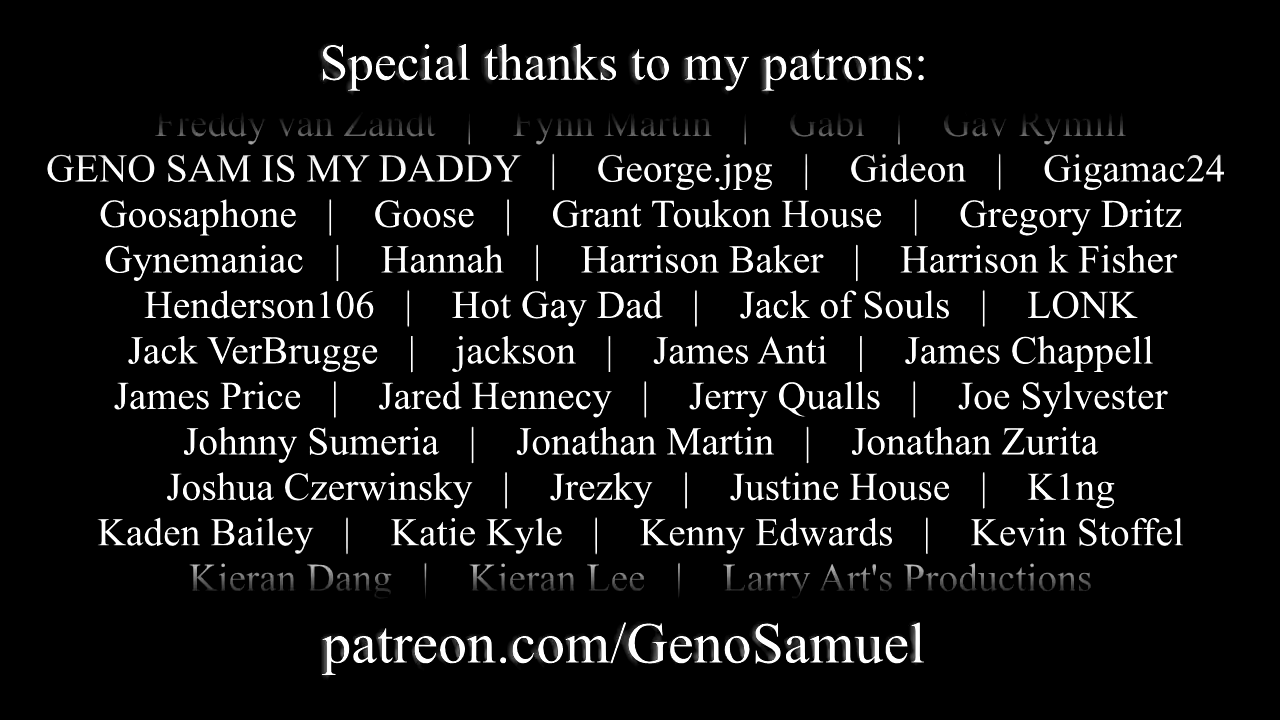 Special thanks to my patrons:
Freddy van Zandt | Fynn Martin | Gabi | Gav Rymill
GENO SAM IS MY DADDY | George.jpg | Gideon | Gigamac24
Goosaphone | Goose | Grant Toukon House | Gregory Dritz
Gynemaniac | Hannah | Harrison Baker | Harrison k Fisher
Henderson106 | Hot Gay Dad | Jack of Souls | LONK
Jack VerBrugge | jackson | James Anti | James Chappell
James Price | Jared Hennecy | Jerry Qualls | Joe Sylvester
Johnny Sumeria | Jonathan Martin | Jonathan Zurita
Joshua Czerwinsky | Jrezky | Justine House | K1ng
Kaden Bailey | Katie Kyle | Kenny Edwards | Kevin Stoffel
Kieran Dang | Kieran Lee | Larry Art's Productions
patreon.com/GenoSamuel